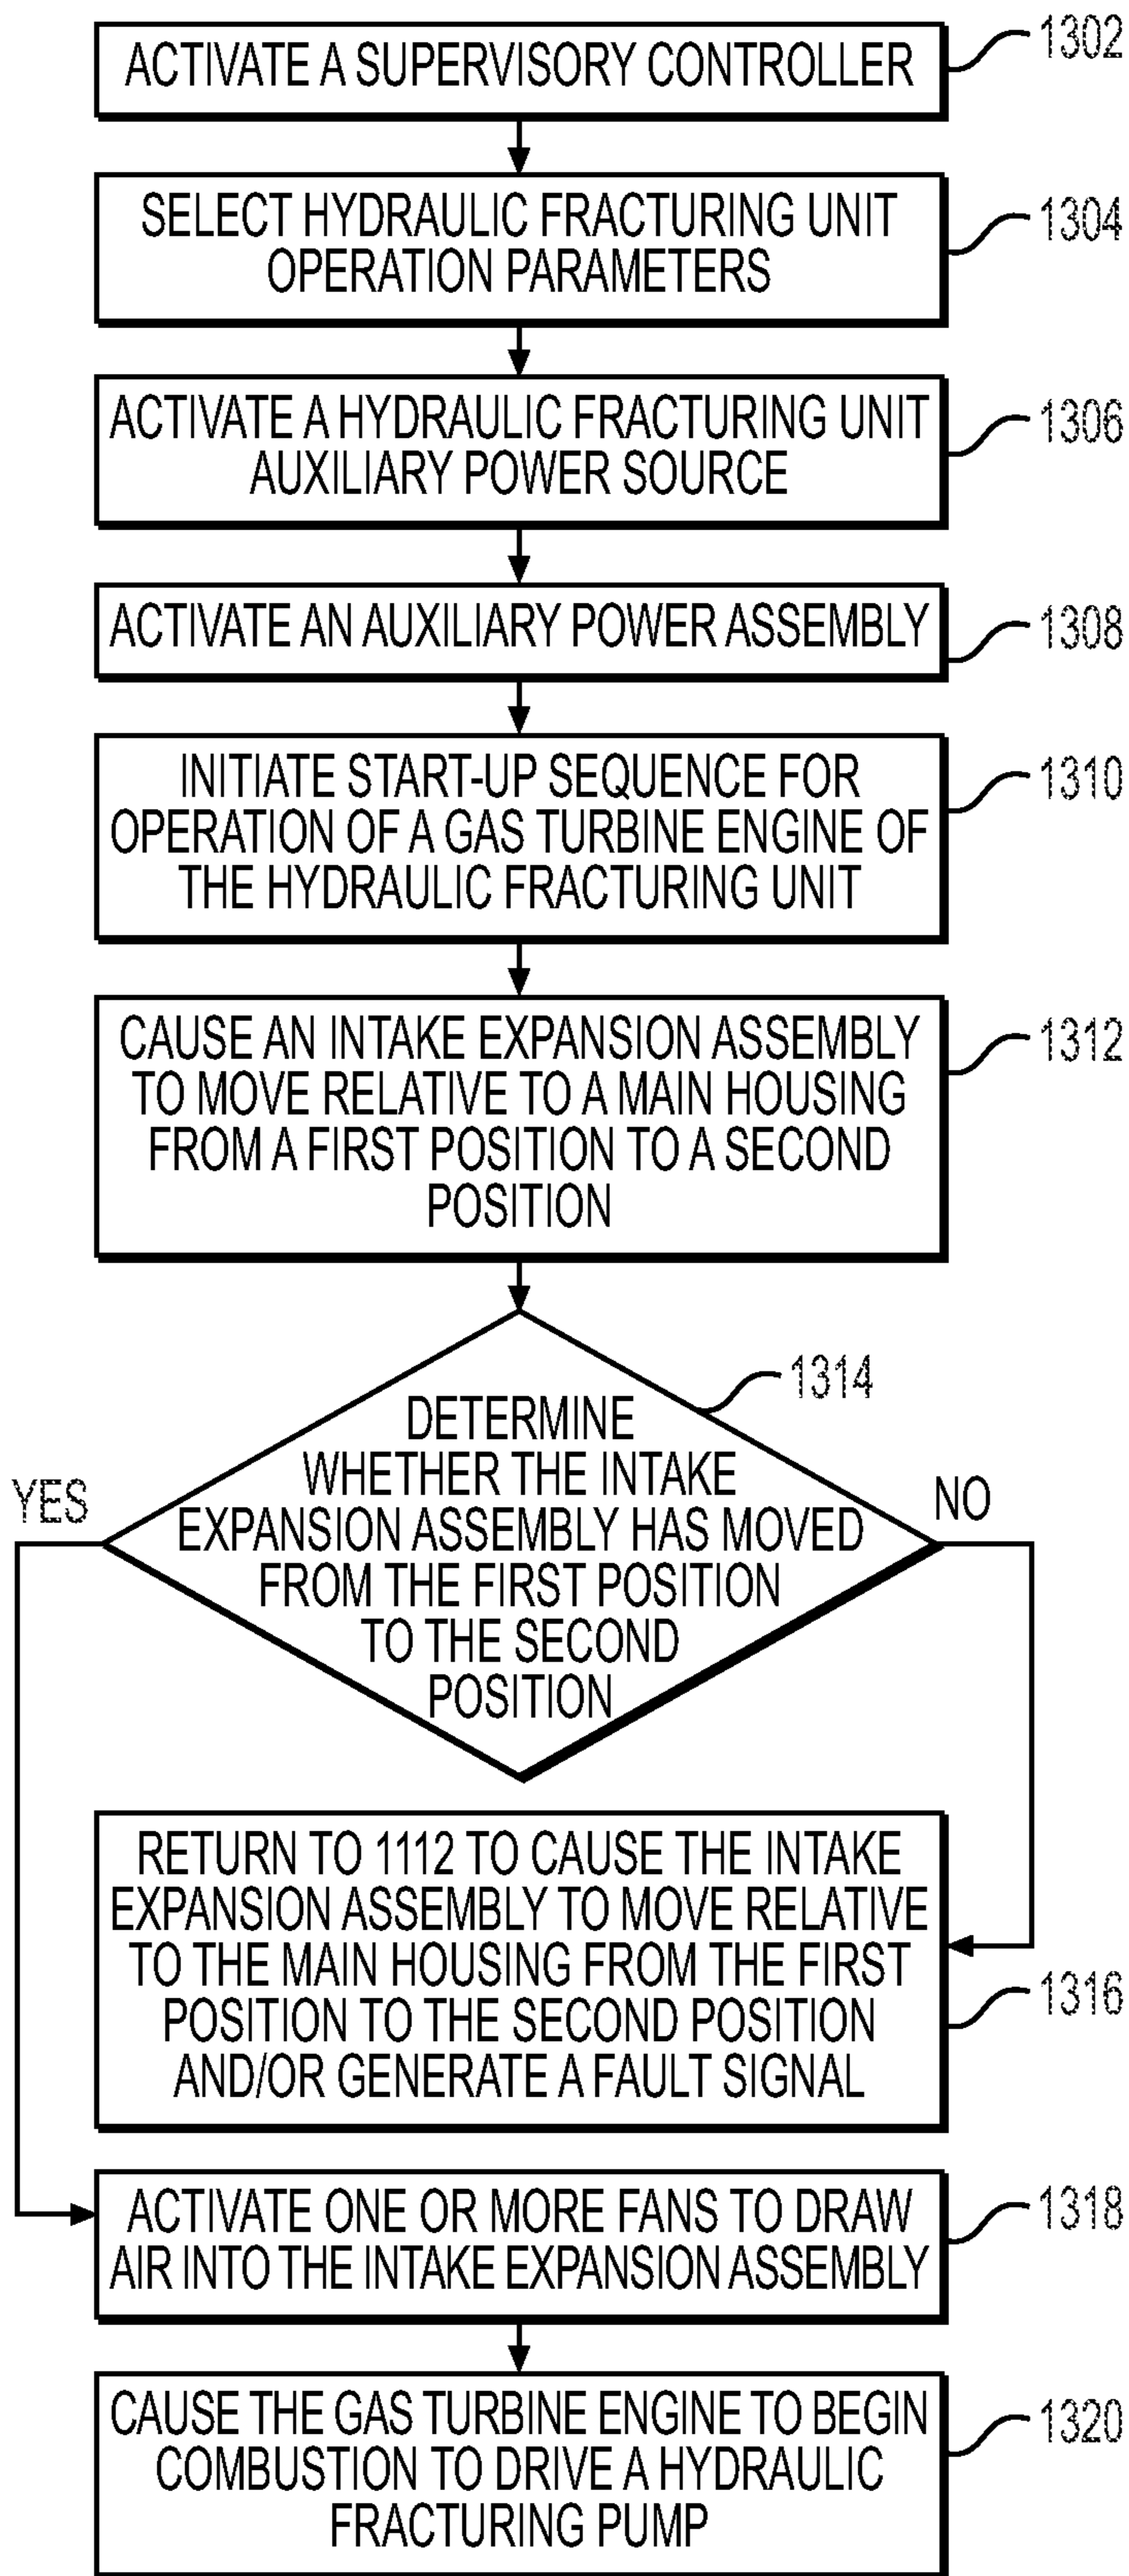 ACTIVATE A SUPERVISORY CONTROLLER
1302
SELECT HYDRAULIC FRACTURING UNIT
OPERATION PARAMETERS
1304
ACTIVATE A HYDRAULIC FRACTURING UNIT
AUXILIARY POWER SOURCE
1306
ACTIVATE AN AUXILIARY POWER ASSEMBLY
1308
INITIATE START-UP SEQUENCE FOR
OPERATION OF A GAS TURBINE ENGINE OF
THE HYDRAULIC FRACTURING UNIT
1310
CAUSE AN INTAKE EXPANSION ASSEMBLY
TO MOVE RELATIVE TO A MAIN HOUSING
FROM A FIRST POSITION TO A SECOND
POSITION
1312
DETERMINE
WHETHER THE INTAKE
EXPANSION ASSEMBLY HAS MOVED
FROM THE FIRST POSITION
TO THE SECOND
POSITION
1314
YES
NO
RETURN TO 1112 TO CAUSE THE INTAKE
EXPANSION ASSEMBLY TO MOVE RELATIVE
TO THE MAIN HOUSING FROM THE FIRST
POSITION TO THE SECOND POSITION
AND/OR GENERATE A FAULT SIGNAL
1316
ACTIVATE ONE OR MORE FANS TO DRAW
AIR INTO THE INTAKE EXPANSION ASSEMBLY
1318
CAUSE THE GAS TURBINE ENGINE TO BEGIN
COMBUSTION TO DRIVE A HYDRAULIC
FRACTURING PUMP
1320